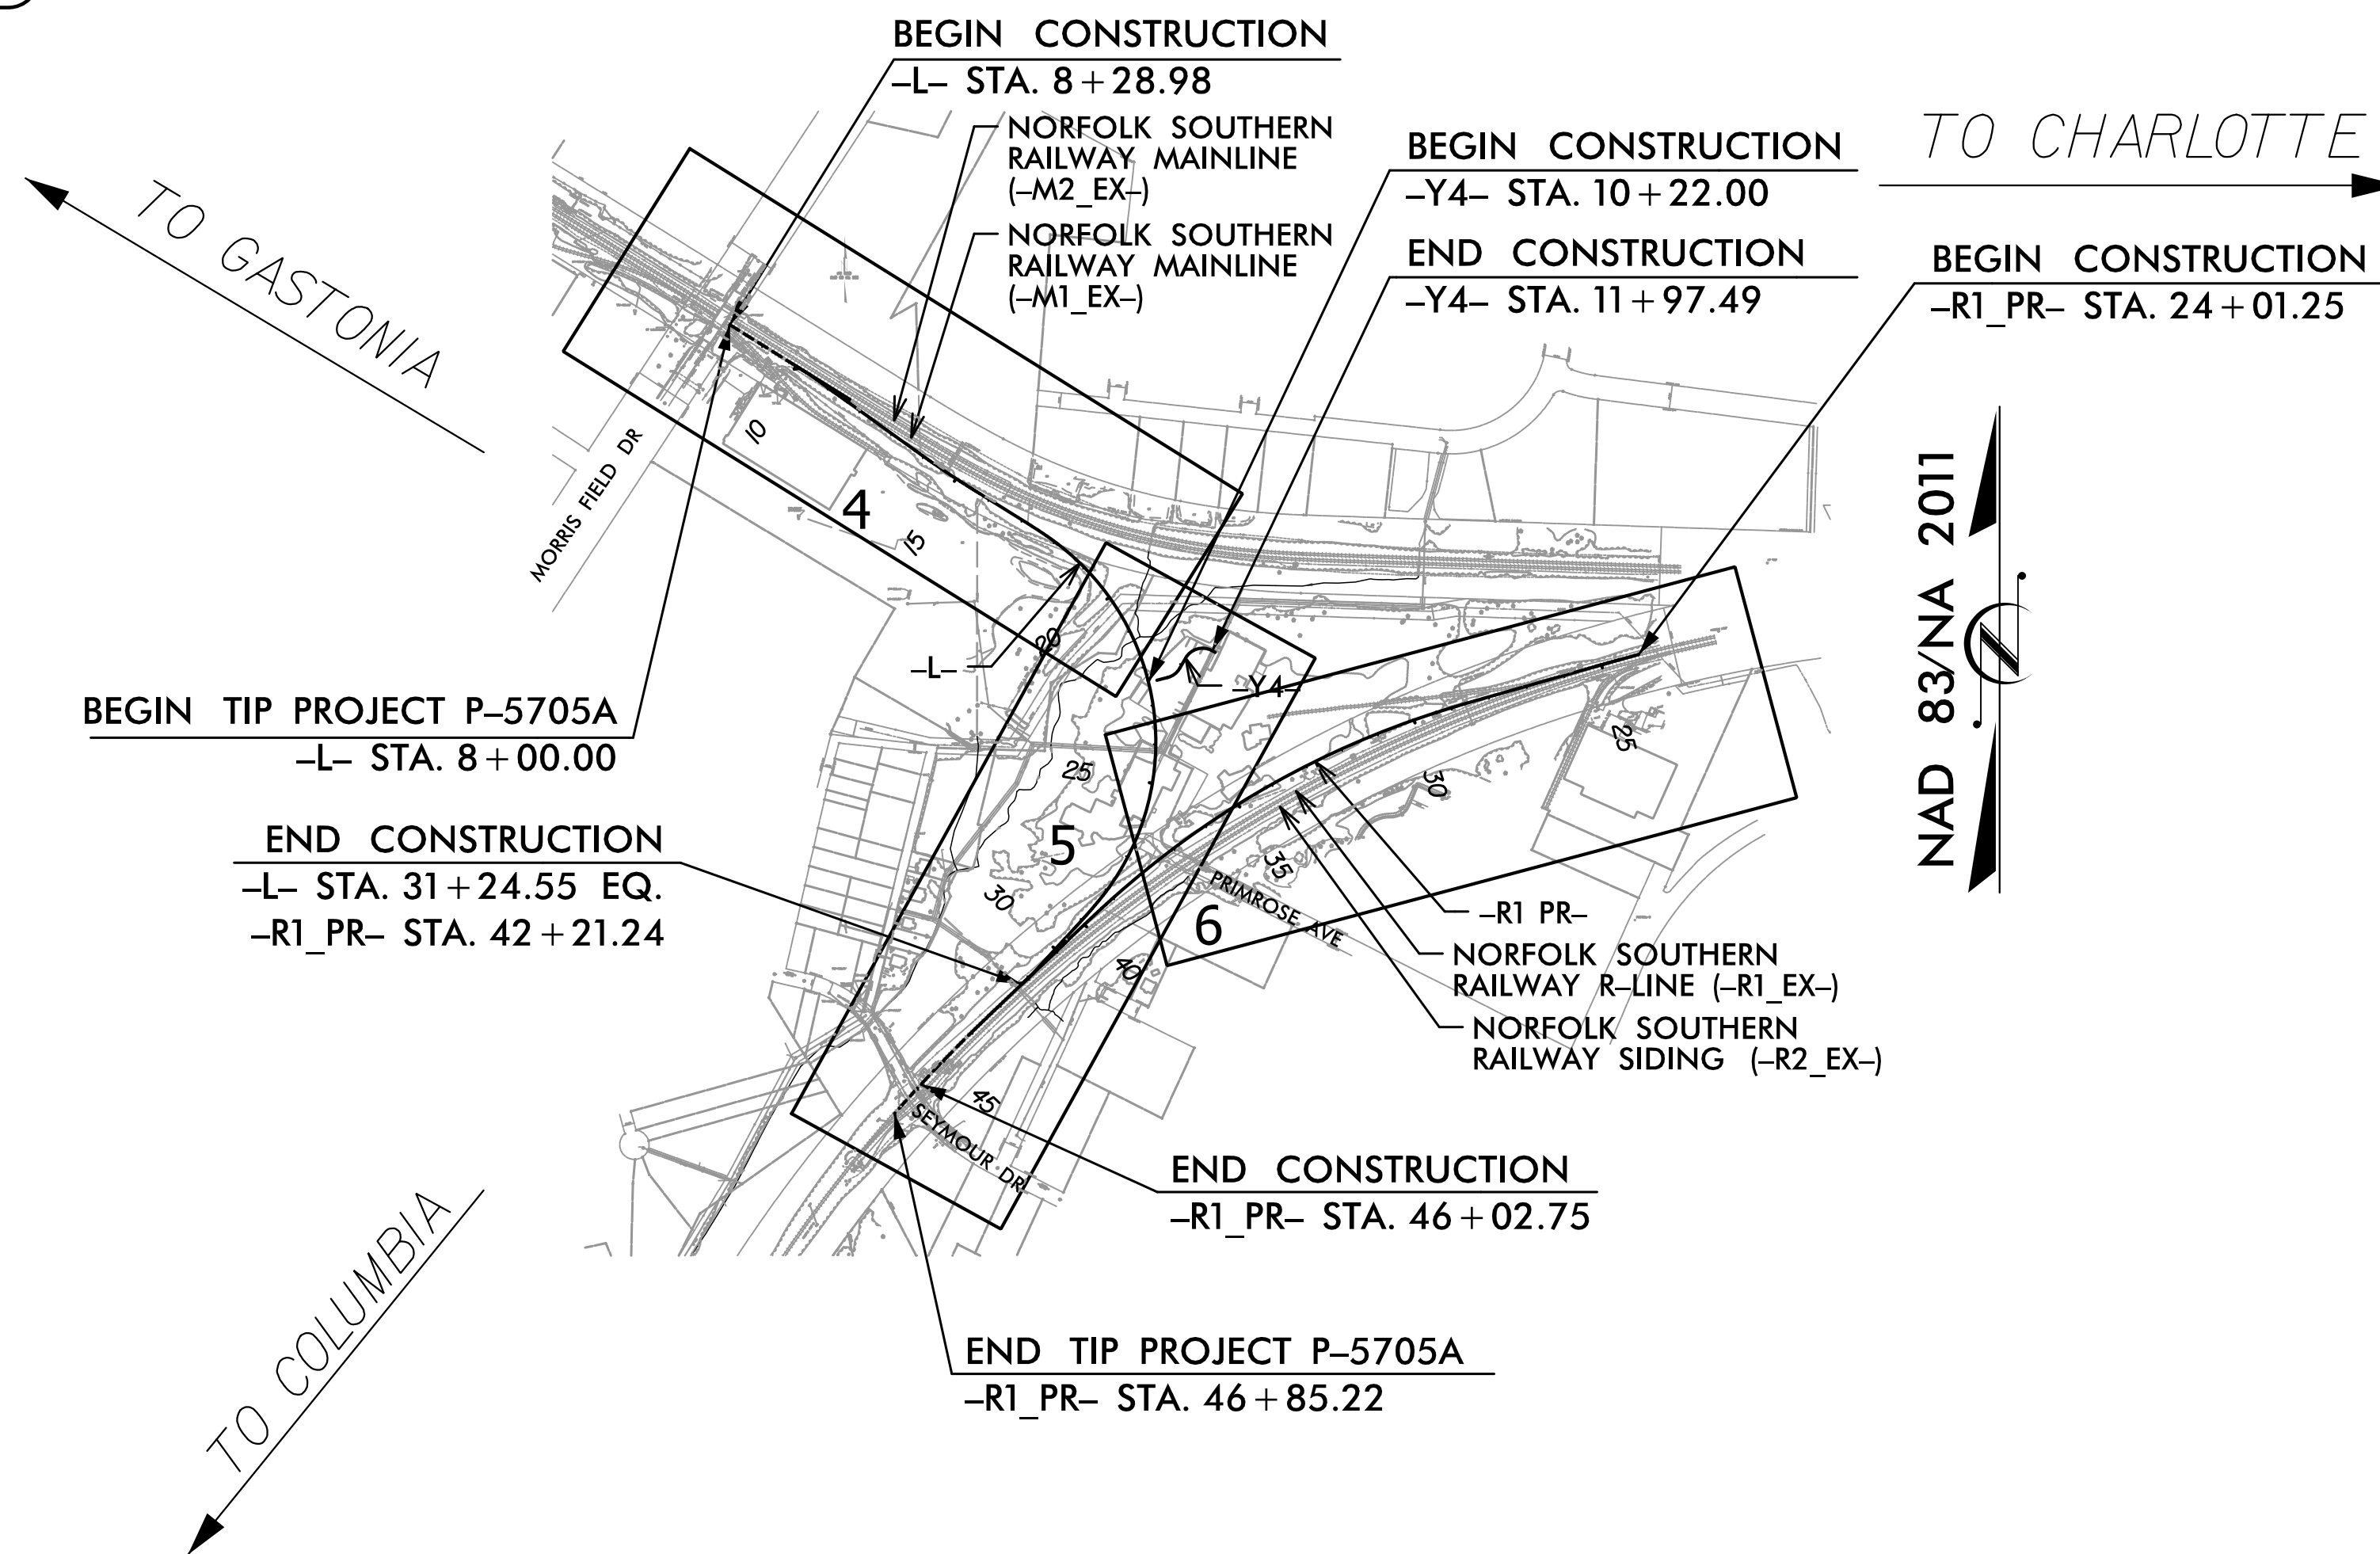 BEGIN CONSTRUCTION
–L– STA. 8+28.98
NORFOLK SOUTHERN
RAILWAY MAINLINE
(–M2_EX–)
NORFOLK SOUTHERN
RAILWAY MAINLINE
(–M1_EX–)
BEGIN CONSTRUCTION
–Y4– STA. 10+22.00
END CONSTRUCTION
–Y4– STA. 11+97.49
TO CHARLOTTE
BEGIN CONSTRUCTION
–R1_PR– STA. 24+01.25
TO GASTONIA
MORRIS FIELD DR
10
4
15
20
–L–
–Y4–
NAD 83/NA 2011
N
BEGIN TIP PROJECT P–5705A
–L– STA. 8+00.00
25
25
30
5
30
35
END CONSTRUCTION
–L– STA. 31+24.55 EQ.
–R1_PR– STA. 42+21.24
PRIMROSE AVE
6
40
–R1 PR–
NORFOLK SOUTHERN
RAILWAY R–LINE (–R1_EX–)
NORFOLK SOUTHERN
RAILWAY SIDING (–R2_EX–)
45
SEYMOUR DR
END CONSTRUCTION
–R1_PR– STA. 46+02.75
END TIP PROJECT P–5705A
–R1_PR– STA. 46+85.22
TO COLUMBIA